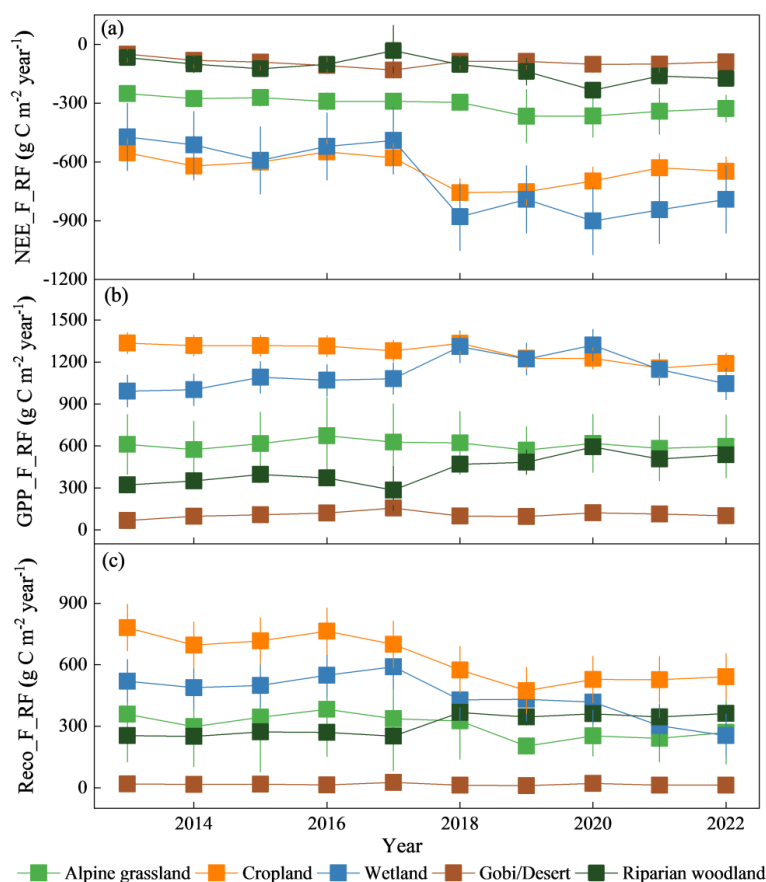 (a)
0
-300
-600
-900
-1200
NEE_F_RF (g C m⁻² year⁻¹)
(b)
1500
1200
900
600
300
0
GPP_F_RF (g C m⁻² year⁻¹)
(c)
900
600
300
0
Reco_F_RF (g C m⁻² year⁻¹)
2014 2016 2018 2020 2022
Year
Alpine grassland Cropland Wetland Gobi/Desert Riparian woodland